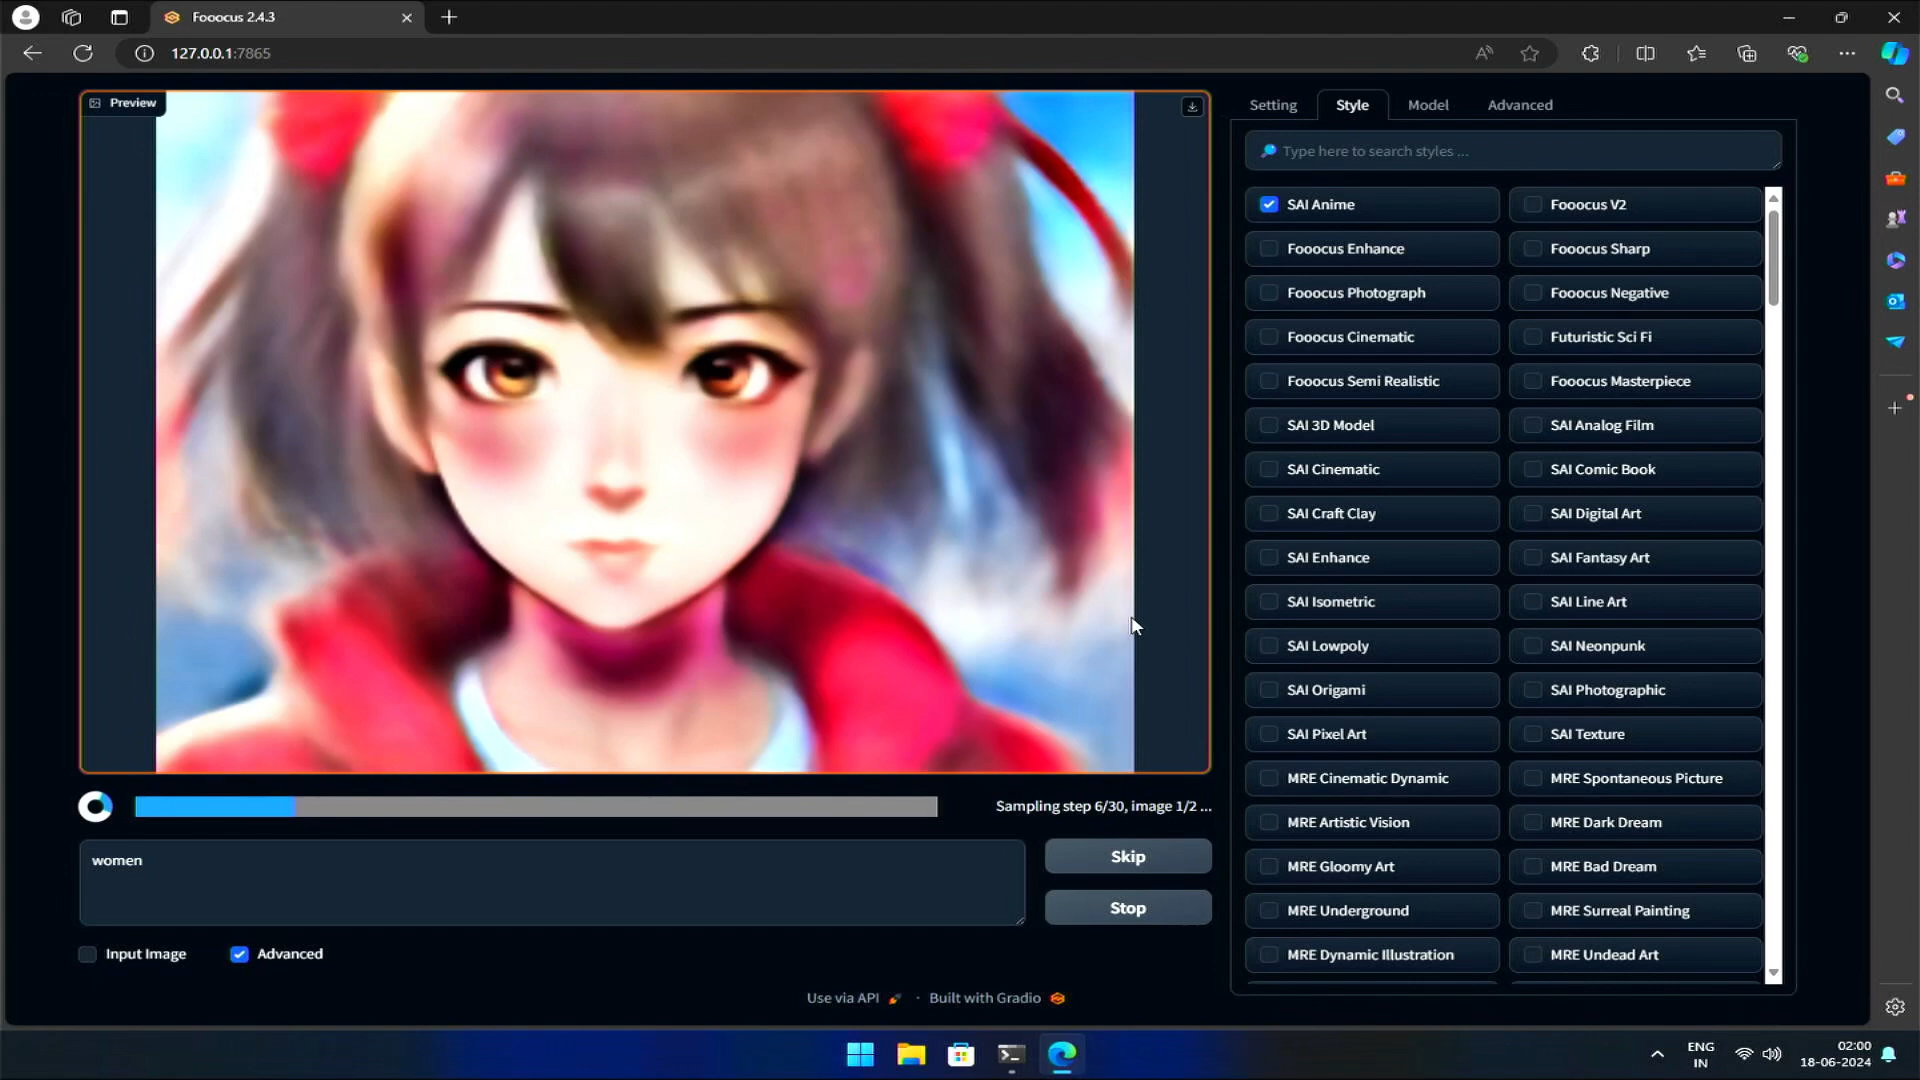 Fooocus 2.4.3
127.0.0.1:7865
Preview
Setting
Style
Model
Advanced
Type here to search styles ...
SAI Anime
Fooocus V2
Fooocus Enhance
Fooocus Sharp
Fooocus Photograph
Fooocus Negative
Fooocus Cinematic
Futuristic Sci Fi
Fooocus Semi Realistic
Fooocus Masterpiece
SAI 3D Model
SAI Analog Film
SAI Cinematic
SAI Comic Book
SAI Craft Clay
SAI Digital Art
SAI Enhance
SAI Fantasy Art
SAI Isometric
SAI Line Art
SAI Lowpoly
SAI Neonpunk
SAI Origami
SAI Photographic
SAI Pixel Art
SAI Texture
MRE Cinematic Dynamic
MRE Spontaneous Picture
MRE Artistic Vision
MRE Dark Dream
MRE Gloomy Art
MRE Bad Dream
MRE Underground
MRE Surreal Painting
MRE Dynamic Illustration
MRE Undead Art
Sampling step 6/30, image 1/2 ...
women
Skip
Stop
Input Image
Advanced
Use via API
· Built with Gradio
ENG
IN
02:00
18-06-2024